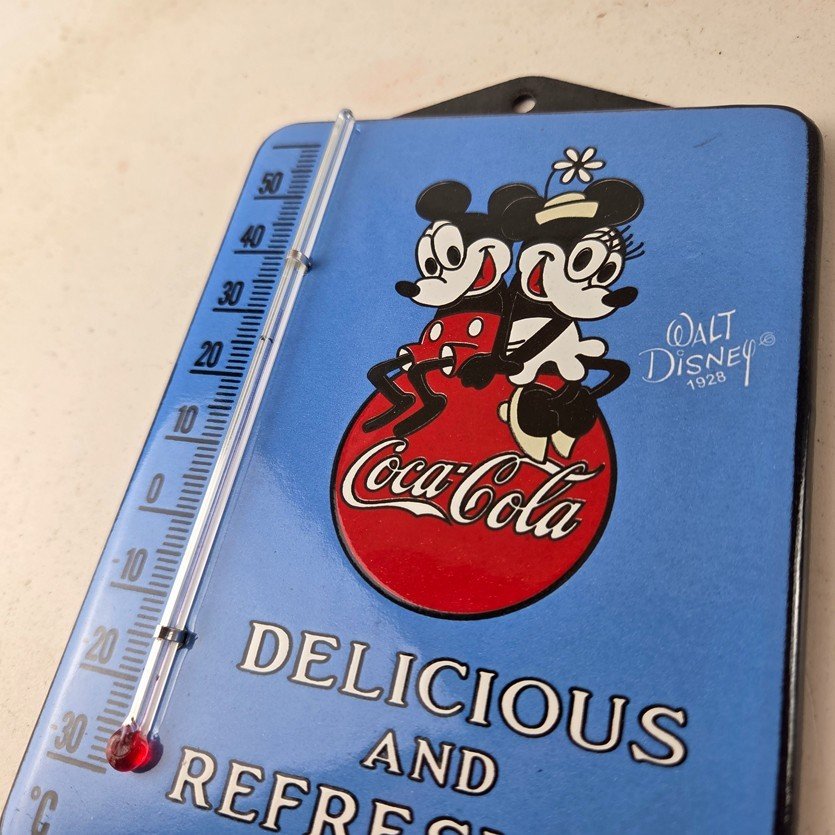 50
40
30
20
10
0
-10
-20
-30
°C
WALT
DISNEY ©
1928
Coca-Cola
DELICIOUS
AND